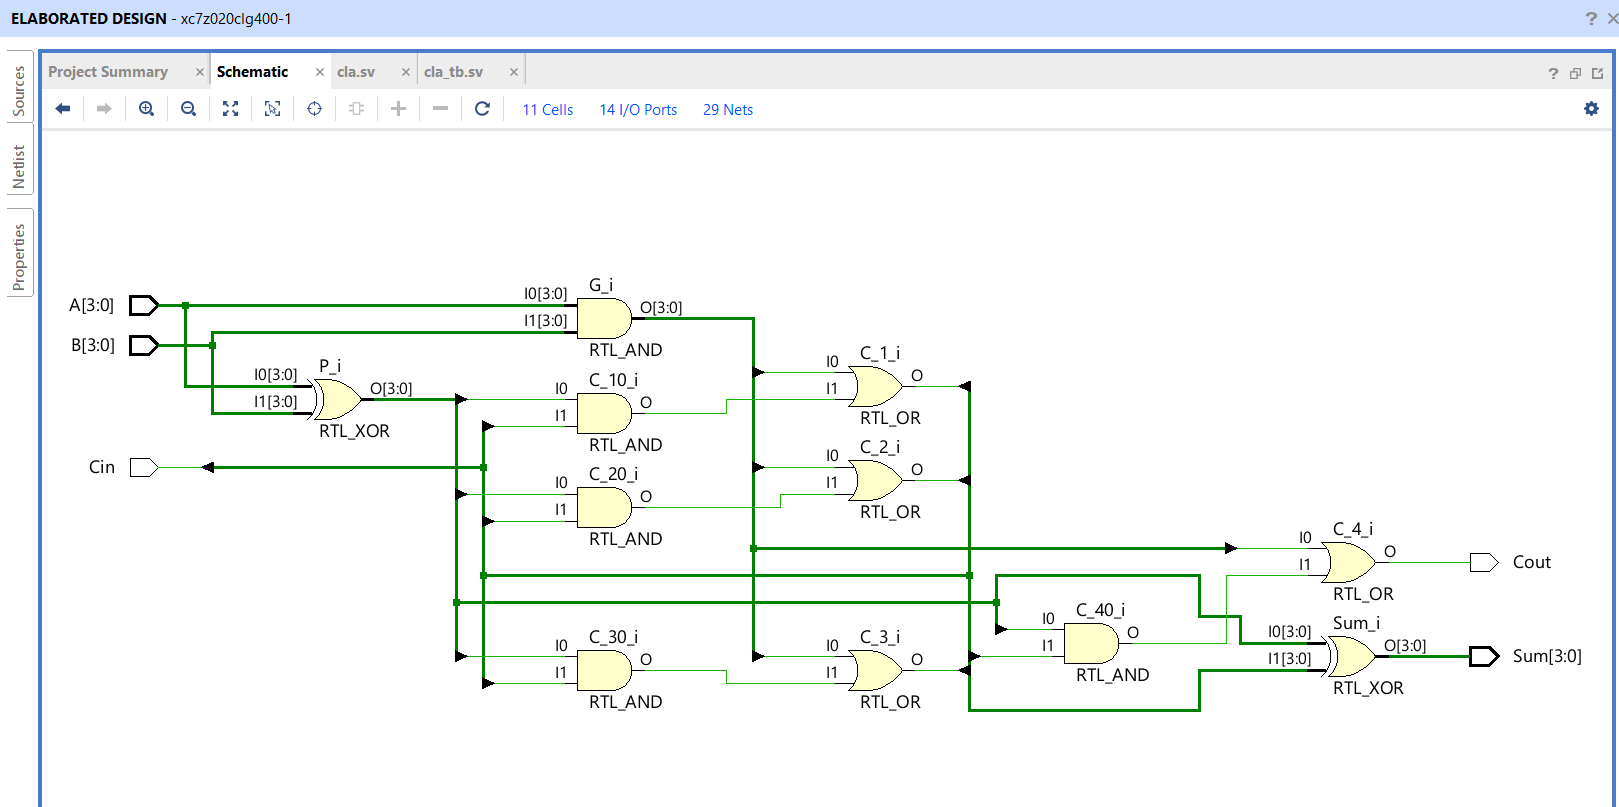 ELABORATED DESIGN - xc7z020clg400-1
? ×
Sources
Netlist
Properties
Project Summary × Schematic × cla.sv × cla_tb.sv ×
?
11 Cells 14 I/O Ports 29 Nets
G_i
A[3:0] I0[3:0] O[3:0]
I1[3:0]
B[3:0] RTL_AND
P_i C_1_i
I0[3:0] O[3:0] C_10_i I0 O
I0 I1
I1[3:0] O
I1 RTL_OR
RTL_XOR RTL_AND
C_2_i
Cin C_20_i I0 O
I0 I1
O
I1 RTL_OR
RTL_AND C_4_i
I0 O
I1 Cout
RTL_OR
C_40_i
I0 Sum_i
C_30_i C_3_i O I0[3:0]
I0 I0 I1 O[3:0]
O O I1[3:0] Sum[3:0]
I1 I1 RTL_AND
RTL_AND RTL_OR RTL_XOR